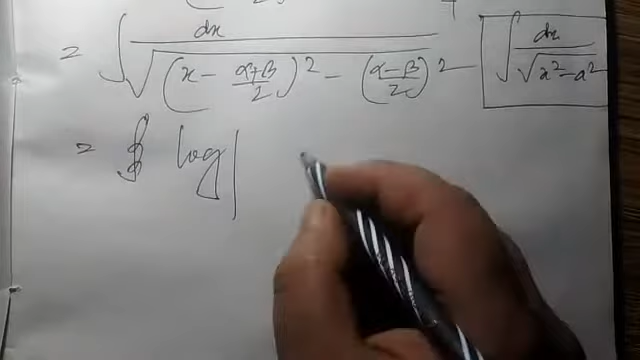 = ∫ dx / √((x − (α+β)/2)² − ((α−β)/2)²) ∫ dx / √(x²−a²)
= log|